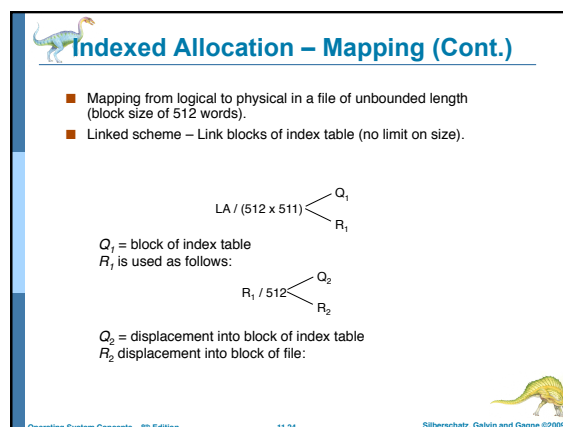 Indexed Allocation – Mapping (Cont.)
Mapping from logical to physical in a file of unbounded length
(block size of 512 words).
Linked scheme – Link blocks of index table (no limit on size).
Q1
LA / (512 x 511)
R1
Q1 = block of index table
R1 is used as follows:
Q2
R1 / 512
R2
Q2 = displacement into block of index table
R2 displacement into block of file:
Operating System Concepts – 8th Edition 11.24 Silberschatz, Galvin and Gagne ©2009